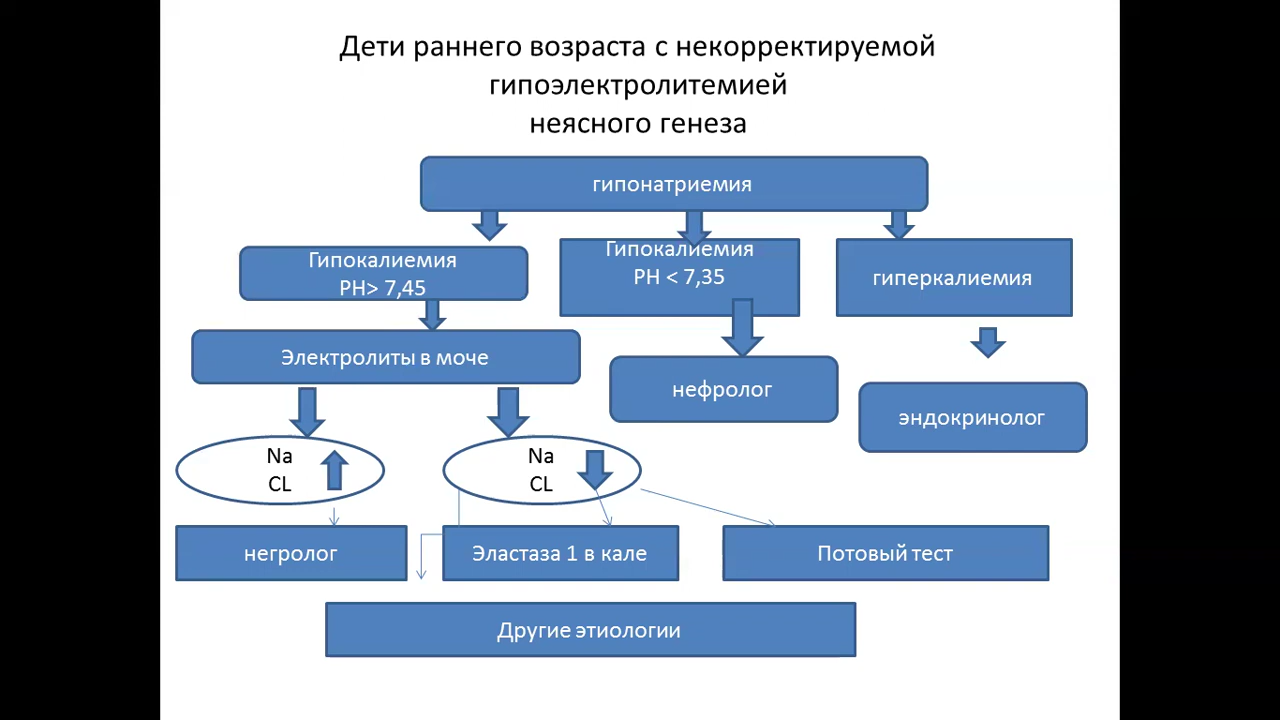 Дети раннего возраста с некорректируемой
гипоэлектролитемией
неясного генеза
гипонатриемия
Гипокалиемия
PH> 7,45
Гипокалиемия
PH < 7,35
гиперкалиемия
Электролиты в моче
нефролог
эндокринолог
Na
CL
Na
CL
негролог
Эластаза 1 в кале
Потовый тест
Другие этиологии